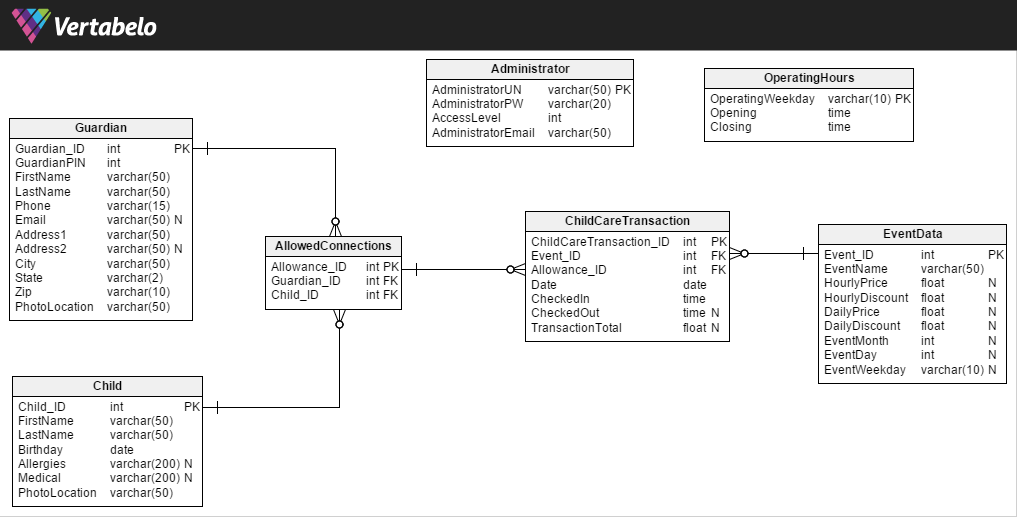 Vertabelo
Administrator
AdministratorUN varchar(50) PK
AdministratorPW varchar(20)
AccessLevel int
AdministratorEmail varchar(50)
OperatingHours
OperatingWeekday varchar(10) PK
Opening time
Closing time
Guardian
Guardian_ID int PK
GuardianPIN int
FirstName varchar(50)
LastName varchar(50)
Phone varchar(15)
Email varchar(50) N
Address1 varchar(50)
Address2 varchar(50) N
City varchar(50)
State varchar(2)
Zip varchar(10)
PhotoLocation varchar(50)
AllowedConnections
Allowance_ID int PK
Guardian_ID int FK
Child_ID int FK
ChildCareTransaction
ChildCareTransaction_ID int PK
Event_ID int FK
Allowance_ID int FK
Date date
CheckedIn time
CheckedOut time N
TransactionTotal float N
EventData
Event_ID int PK
EventName varchar(50)
HourlyPrice float N
HourlyDiscount float N
DailyPrice float N
DailyDiscount float N
EventMonth int N
EventDay int N
EventWeekday varchar(10) N
Child
Child_ID int PK
FirstName varchar(50)
LastName varchar(50)
Birthday date
Allergies varchar(200) N
Medical varchar(200) N
PhotoLocation varchar(50)